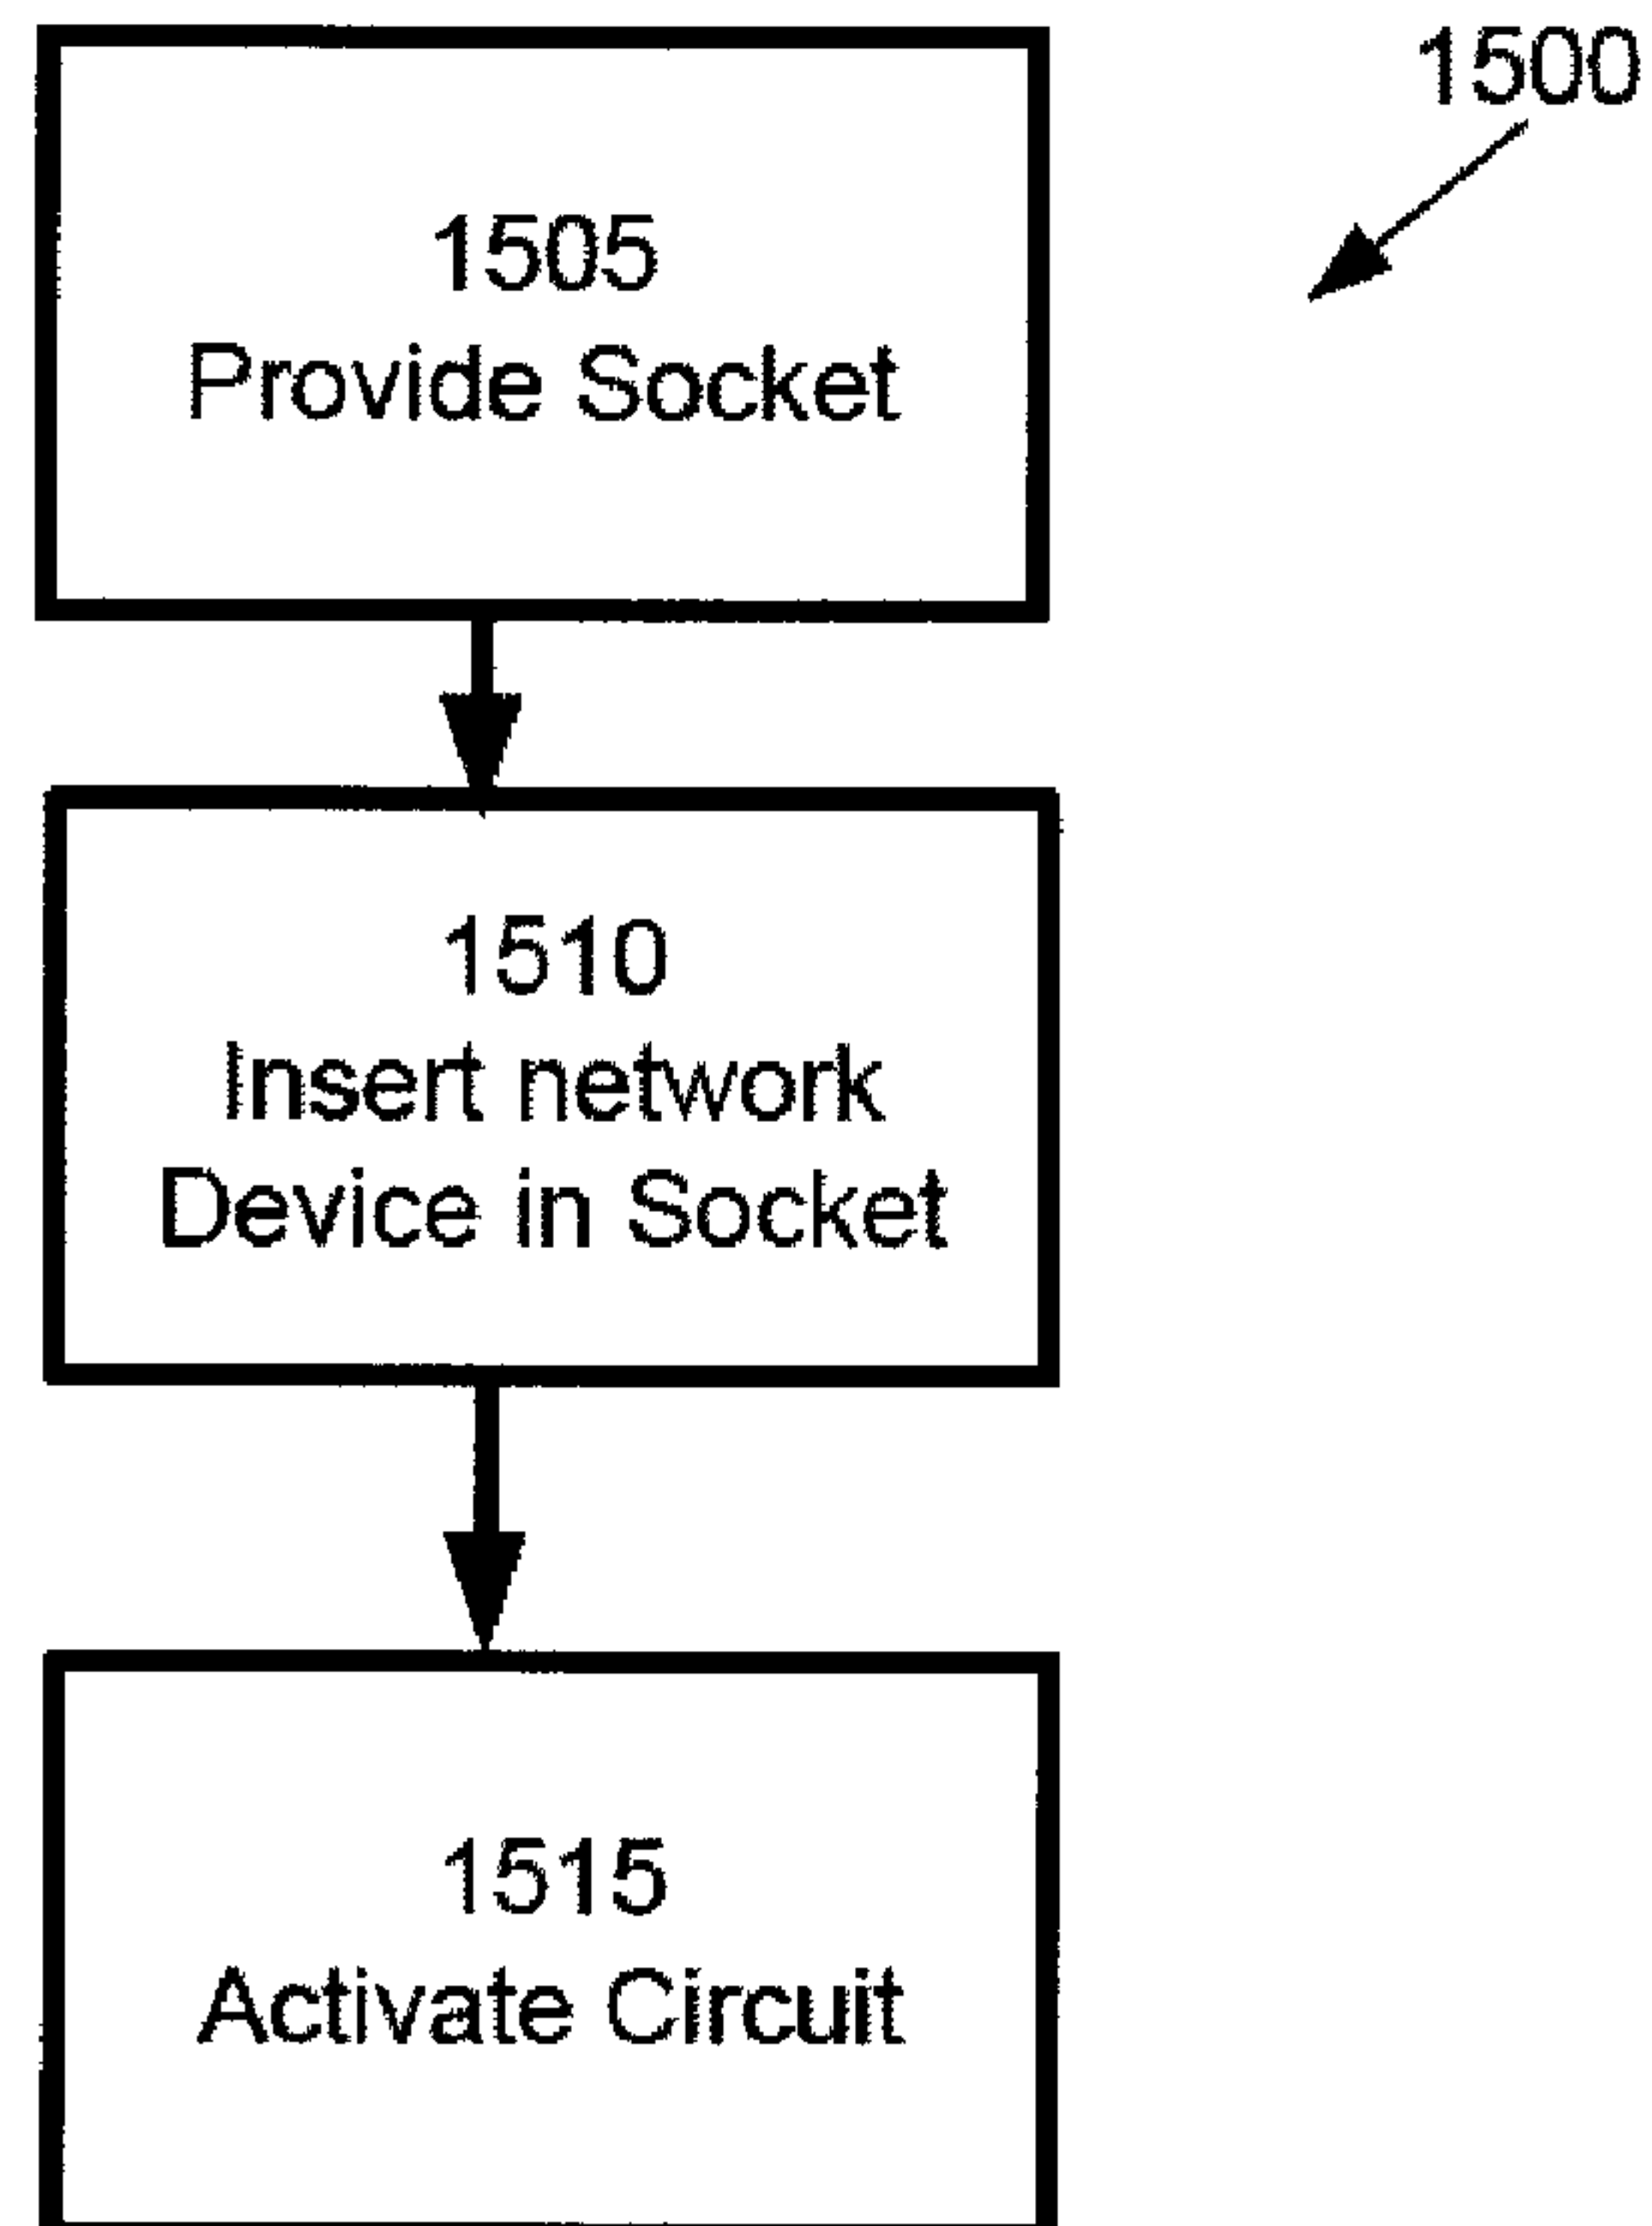 1500
1505
Provide Socket
1510
Insert network
Device in Socket
1515
Activate Circuit